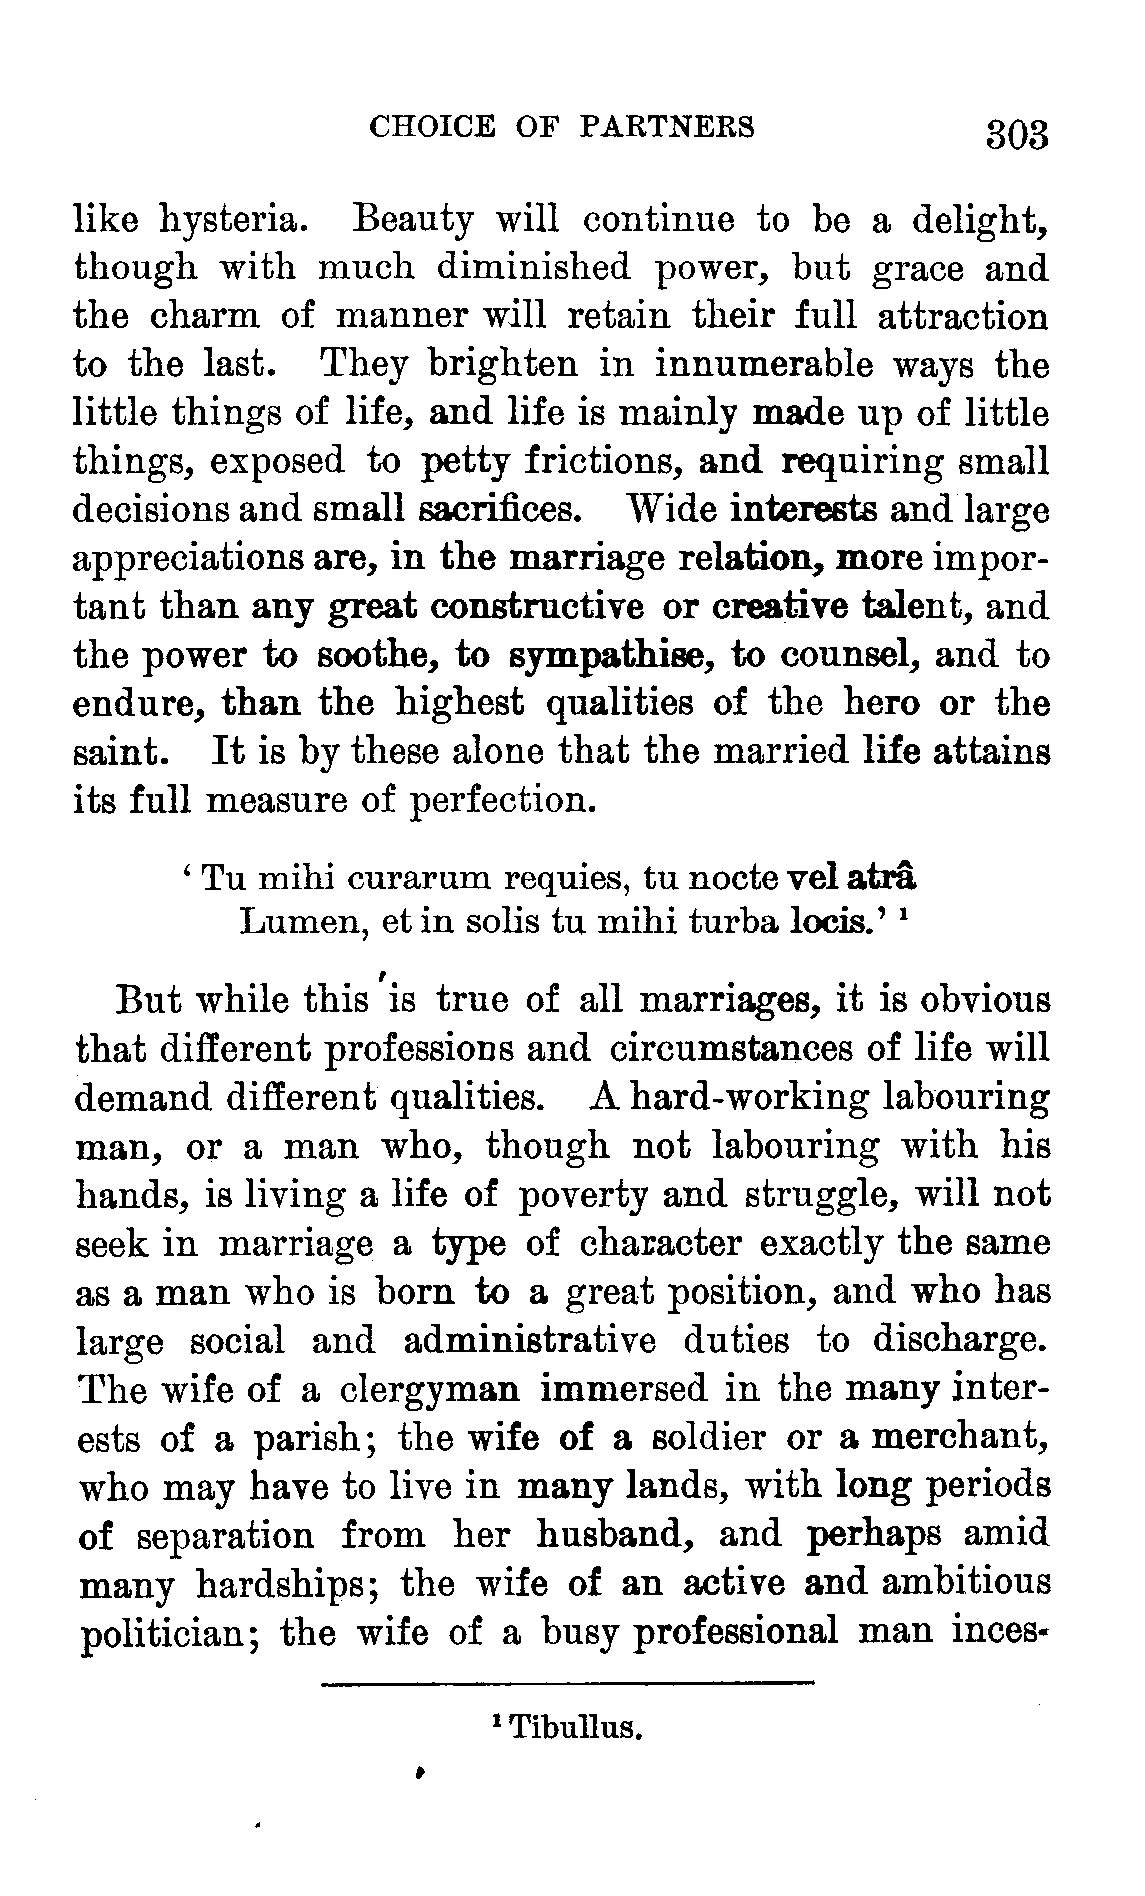 CHOICE OF PARTNERS 303
like hysteria. Beauty will continue to be a delight,
though with much diminished power, but grace and
the charm of manner will retain their full attraction
to the last. They brighten in innumerable ways the
little things of life, and life is mainly made up of little
things, exposed to petty frictions, and requiring small
decisions and small sacrifices. Wide interests and large
appreciations are, in the marriage relation, more impor-
tant than any great constructive or creative talent, and
the power to soothe, to sympathise, to counsel, and to
endure, than the highest qualities of the hero or the
saint. It is by these alone that the married life attains
its full measure of perfection.
‘ Tu mihi curarum requies, tu nocte vel atrâ
Lumen, et in solis tu mihi turba locis.’ ¹
But while this is true of all marriages, it is obvious
that different professions and circumstances of life will
demand different qualities. A hard-working labouring
man, or a man who, though not labouring with his
hands, is living a life of poverty and struggle, will not
seek in marriage a type of character exactly the same
as a man who is born to a great position, and who has
large social and administrative duties to discharge.
The wife of a clergyman immersed in the many inter-
ests of a parish; the wife of a soldier or a merchant,
who may have to live in many lands, with long periods
of separation from her husband, and perhaps amid
many hardships; the wife of an active and ambitious
politician; the wife of a busy professional man inces-
¹ Tibullus.